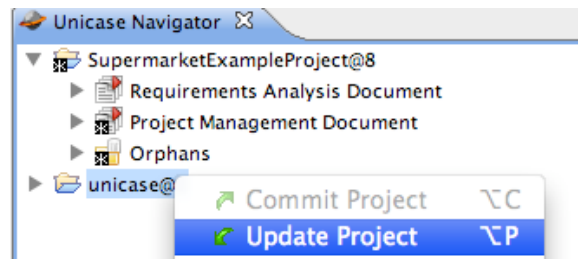 Unicase Navigator
SupermarketExampleProject@8
Requirements Analysis Document
Project Management Document
Orphans
unicase@
Commit Project ⌥C
Update Project ⌥P